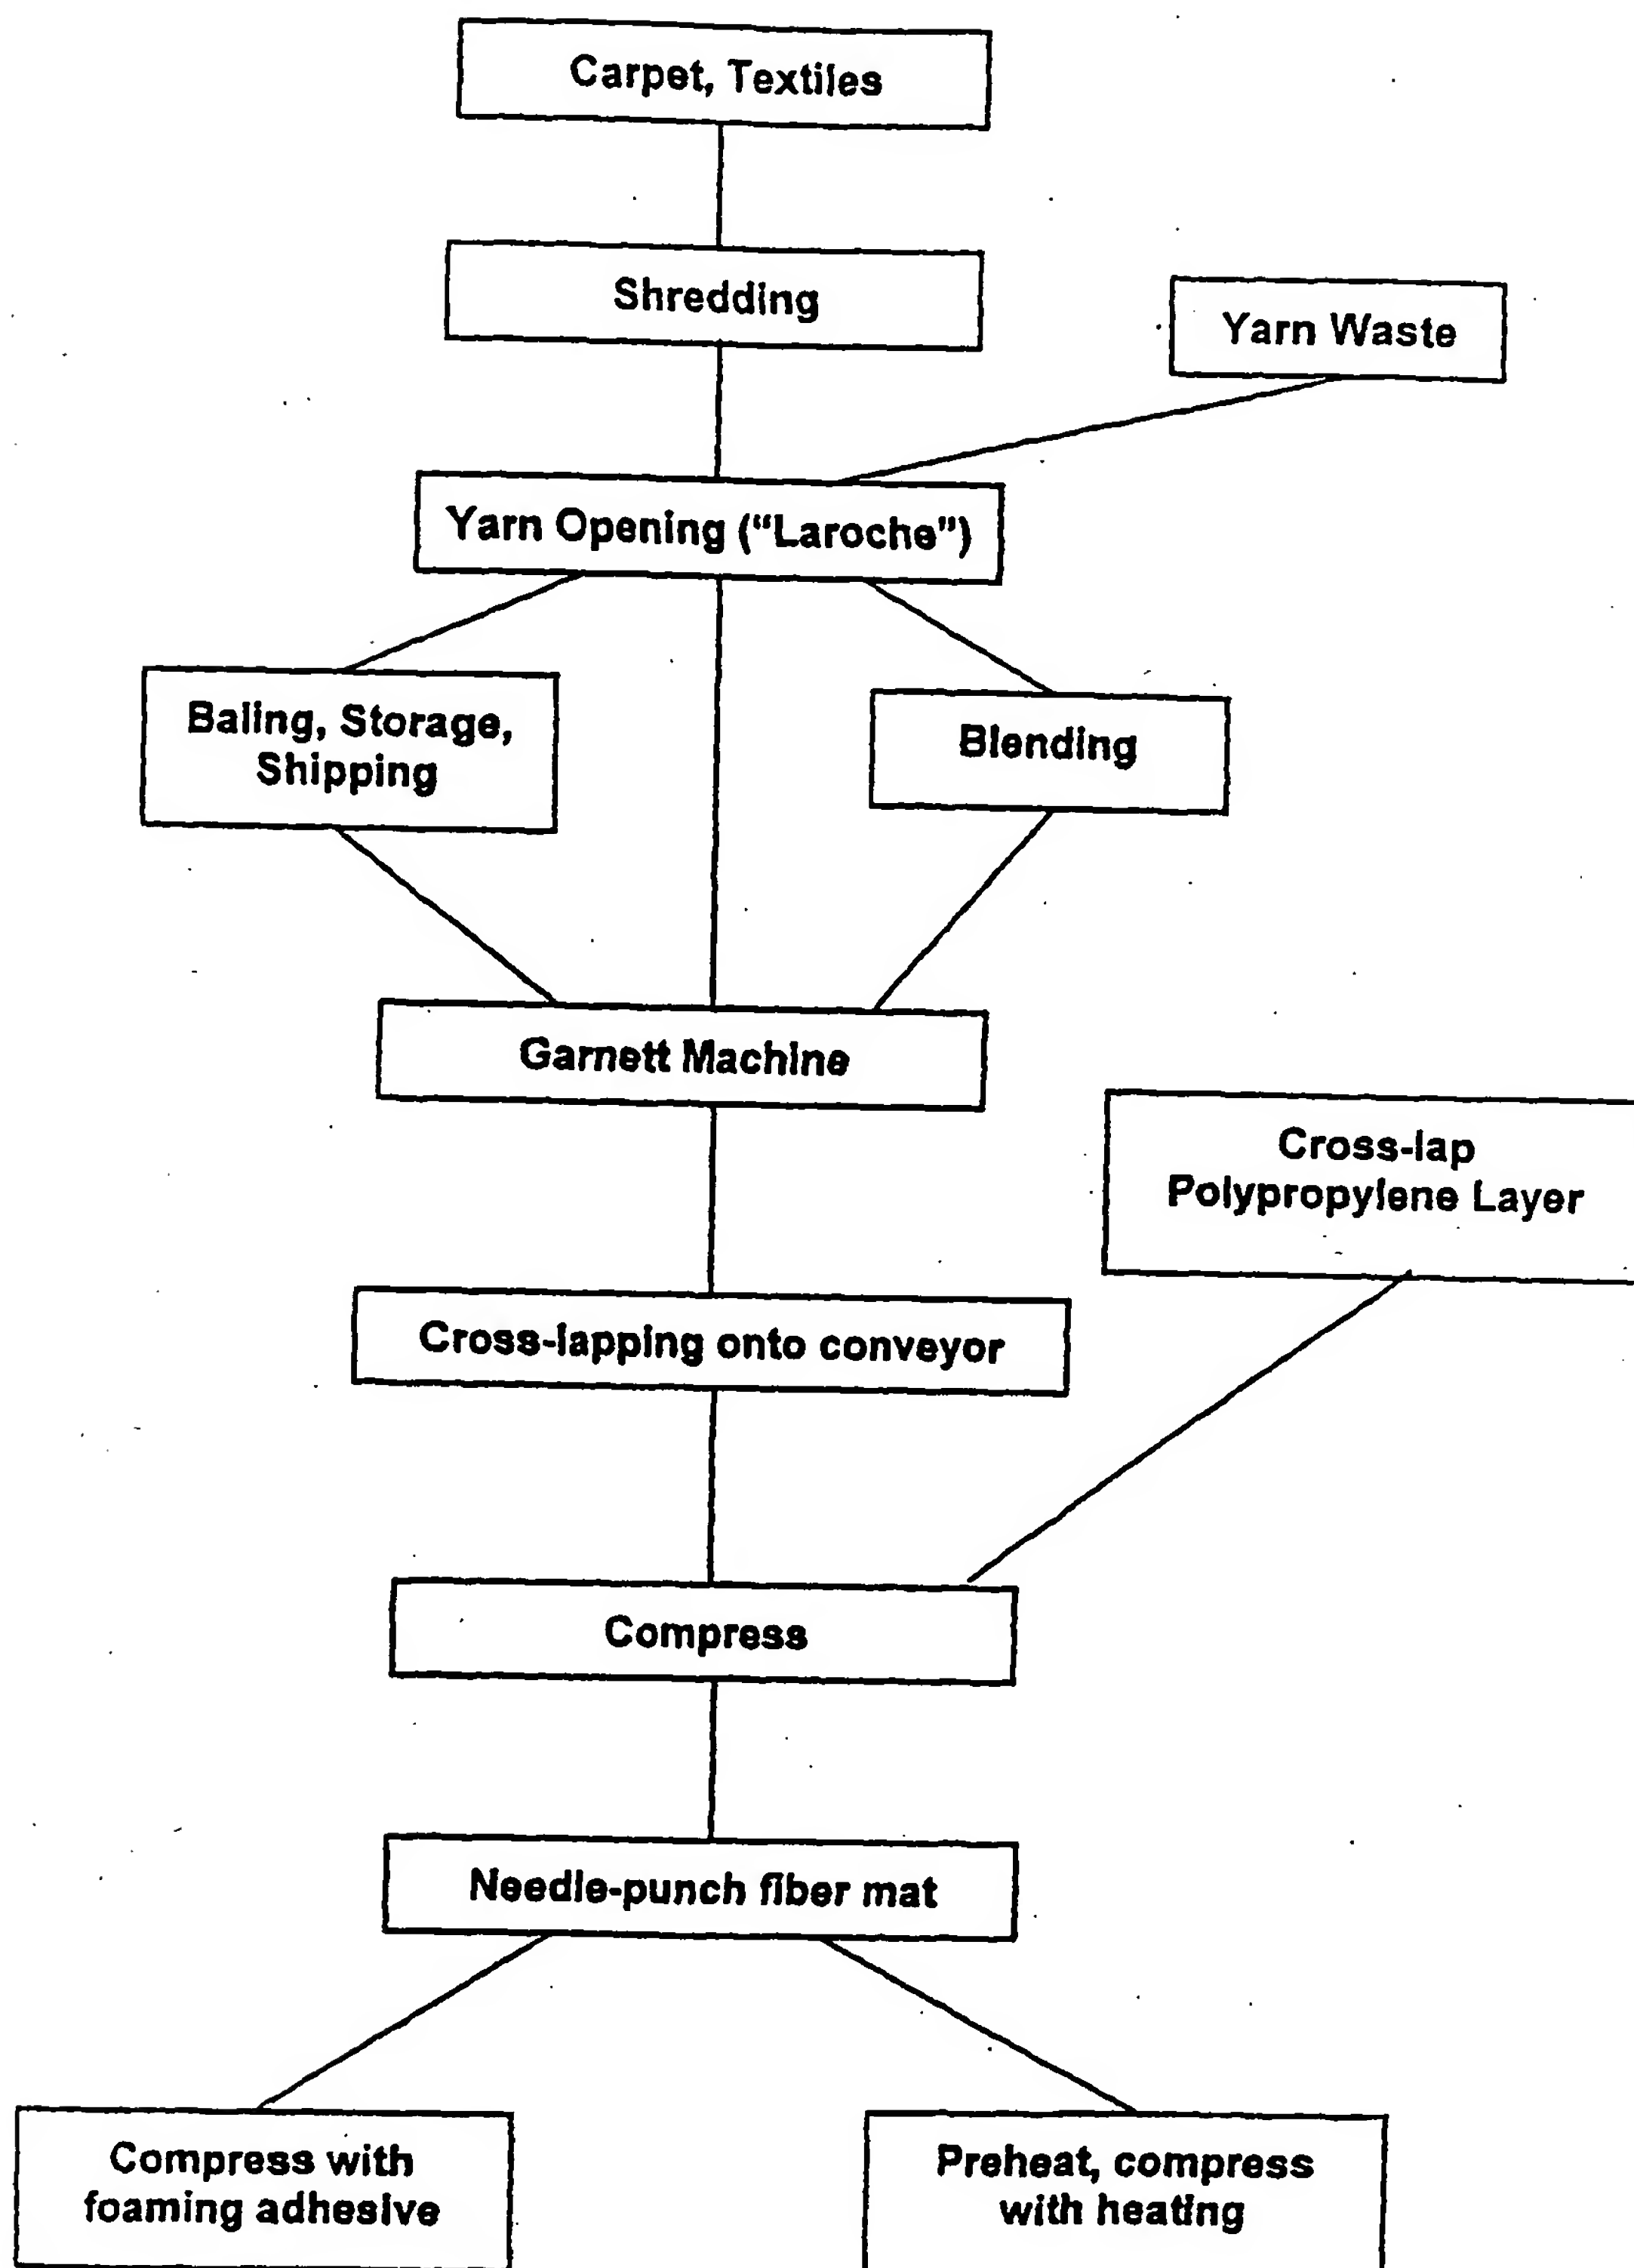 Carpet, Textiles
Shredding
Yarn Waste
Yarn Opening (“Laroche”)
Baling, Storage,
Shipping
Blending
Garnett Machine
Cross-lap
Polypropylene Layer
Cross-lapping onto conveyor
Compress
Needle-punch fiber mat
Compress with
foaming adhesive
Preheat, compress
with heating